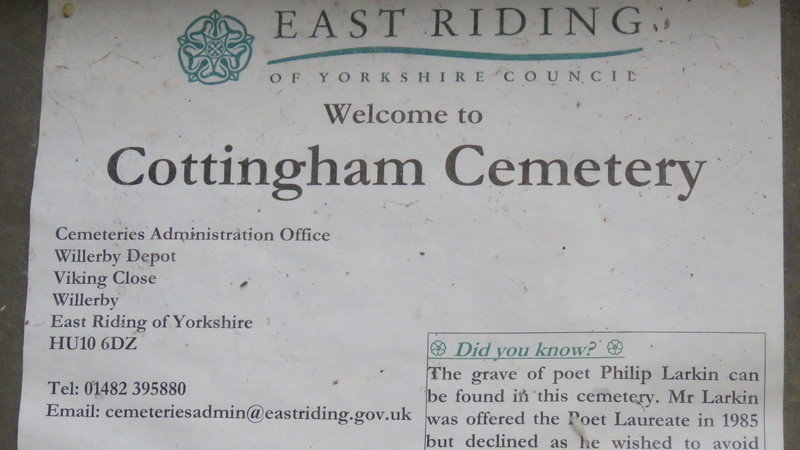 EAST RIDING
OF YORKSHIRE COUNCIL
Welcome to
Cottingham Cemetery
Cemeteries Administration Office
Willerby Depot
Viking Close
Willerby
East Riding of Yorkshire
HU10 6DZ
Tel: 01482 395880
Email: cemeteriesadmin@eastriding.gov.uk
Did you know?
The grave of poet Philip Larkin can
be found in this cemetery. Mr Larkin
was offered the Poet Laureate in 1985
but declined as he wished to avoid